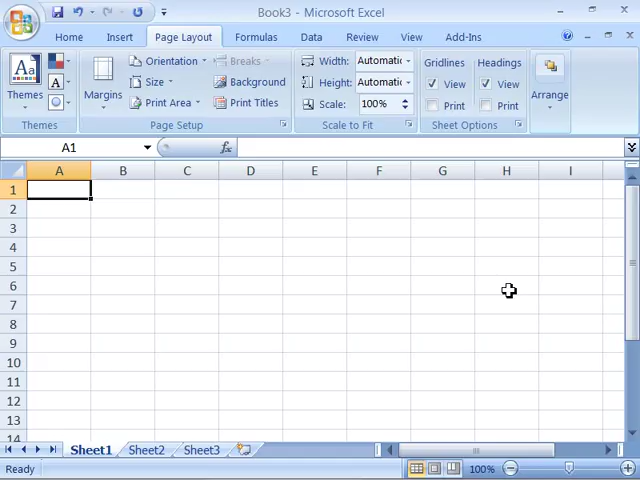 Book3 - Microsoft Excel
Home Insert Page Layout Formulas Data Review View Add-Ins
Aa Themes A Themes
Margins Orientation Size Print Area Breaks Background Print Titles Page Setup
Width: Automatic
Height: Automatic
Scale: 100%
Scale to Fit
Gridlines View Print
Headings View Print
Sheet Options
Arrange
A1 fx
A B C D E F G H I
1
2
3
4
5
6
7
8
9
10
11
12
13
14
Sheet1 Sheet2 Sheet3
Ready 100%